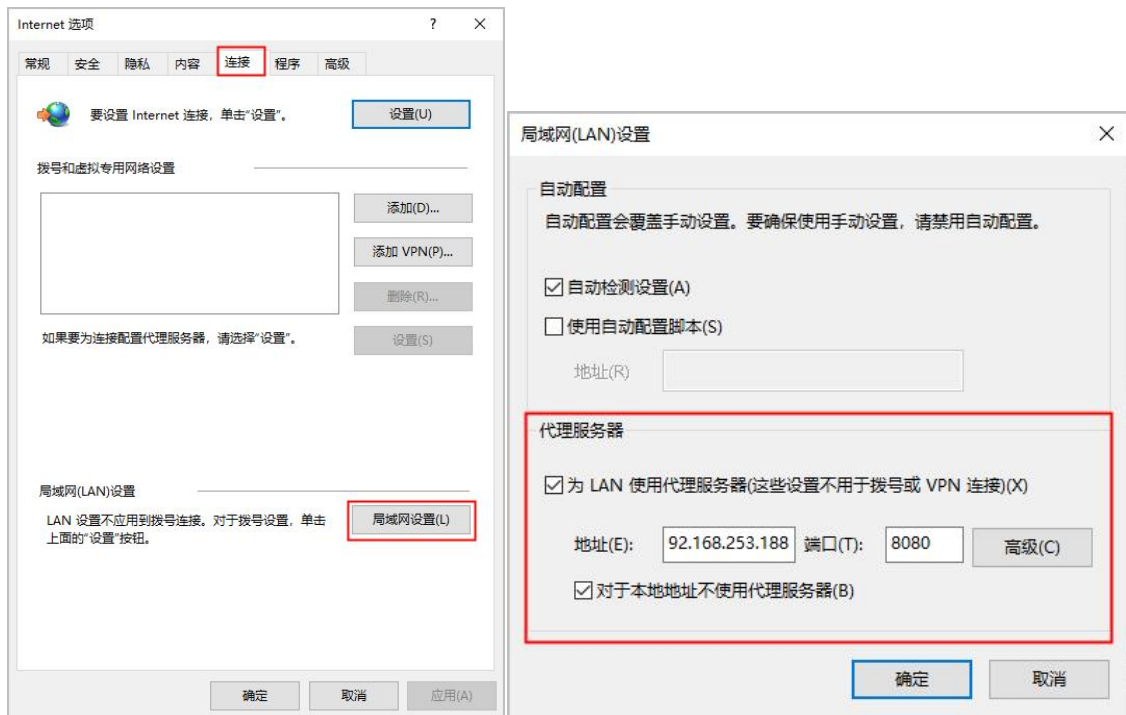 Internet 选项
?
常规 安全 隐私 内容 连接 程序 高级
要设置 Internet 连接，单击“设置”。
设置(U)
拨号和虚拟专用网络设置
添加(D)...
添加 VPN(P)...
删除(R)...
如果要为连接配置代理服务器，请选择“设置”。
设置(S)
局域网(LAN)设置
LAN 设置不应用到拨号连接。对于拨号设置，单击
上面的“设置”按钮。
局域网设置(L)
确定 取消 应用(A)
局域网(LAN)设置
自动配置
自动配置会覆盖手动设置。要确保使用手动设置，请禁用自动配置。
自动检测设置(A)
使用自动配置脚本(S)
地址(R)
代理服务器
为 LAN 使用代理服务器(这些设置不用于拨号或 VPN 连接)(X)
地址(E): 92.168.253.188 端口(T): 8080 高级(C)
对于本地地址不使用代理服务器(B)
确定 取消